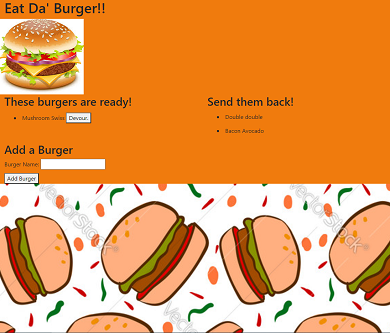 Eat Da' Burger!!
These burgers are ready!
Mushroom Swiss Devour.
Send them back!
Double double
Bacon Avocado
Add a Burger
Burger Name:
Add Burger
VectorStock
VectorStock
VectorStock
VectorStock